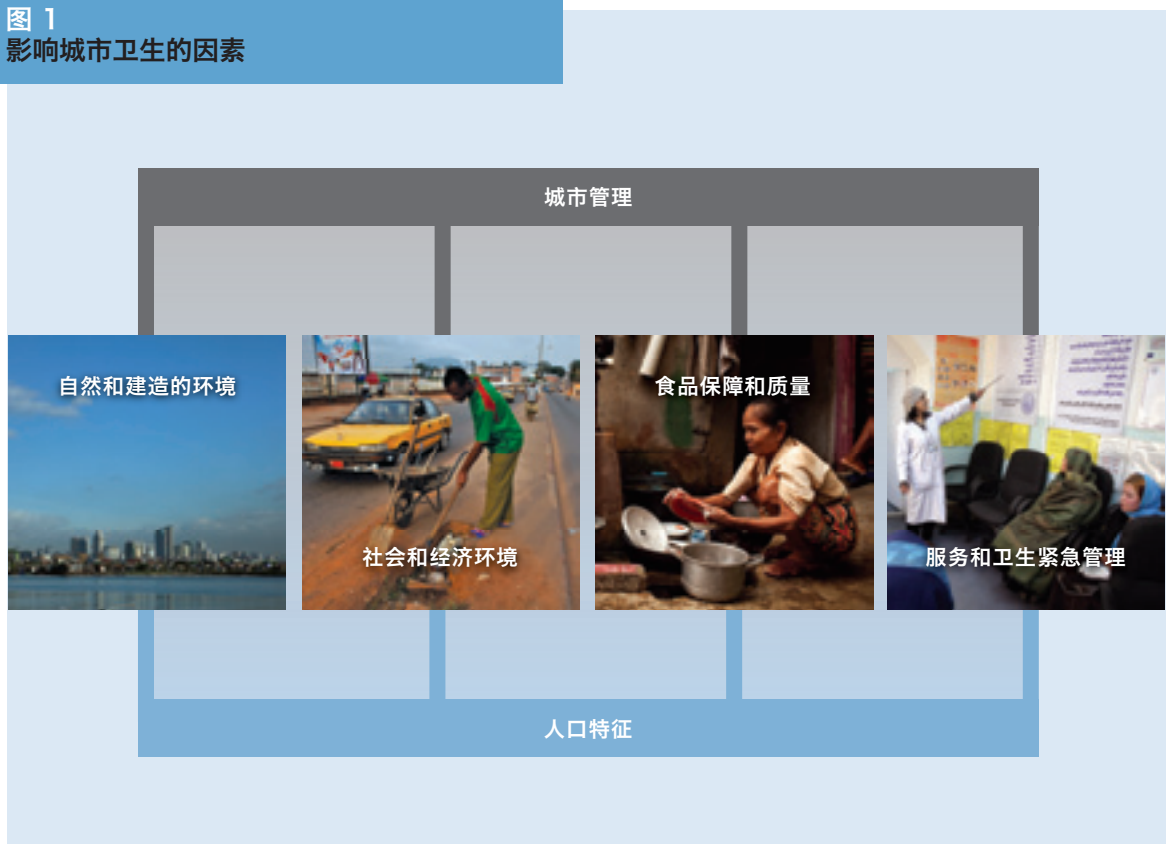 图 1
影响城市卫生的因素
城市管理
自然和建造的环境
社会和经济环境
食品保障和质量
服务和卫生紧急管理
人口特征